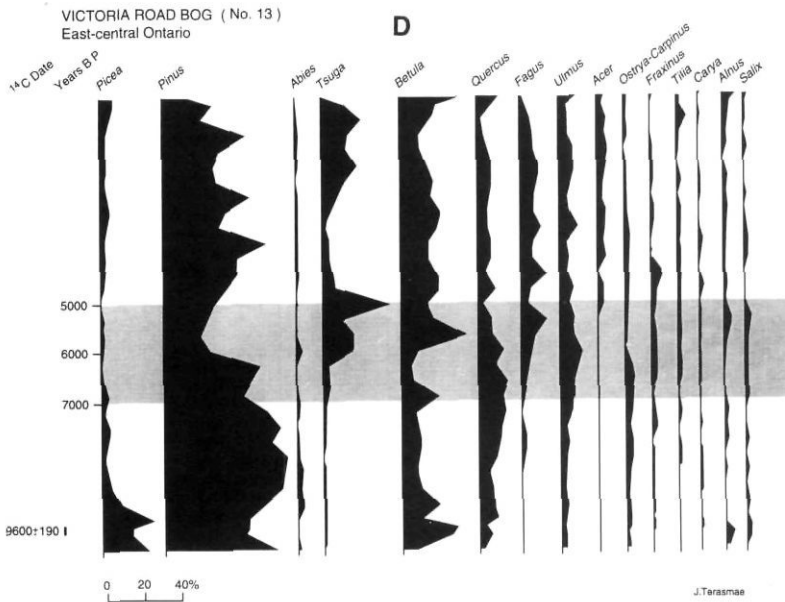 VICTORIA ROAD BOG ( No. 13 )
East-central Ontario
D
14C Date
Years B P
Picea
Pinus
Abies
Tsuga
Betula
Quercus
Fagus
Ulmus
Acer
Ostrya-Carpinus
Fraxinus
Tilia
Carya
Alnus
Salix
5000
6000
7000
9600±190
0 20 40%
J.Terasmae